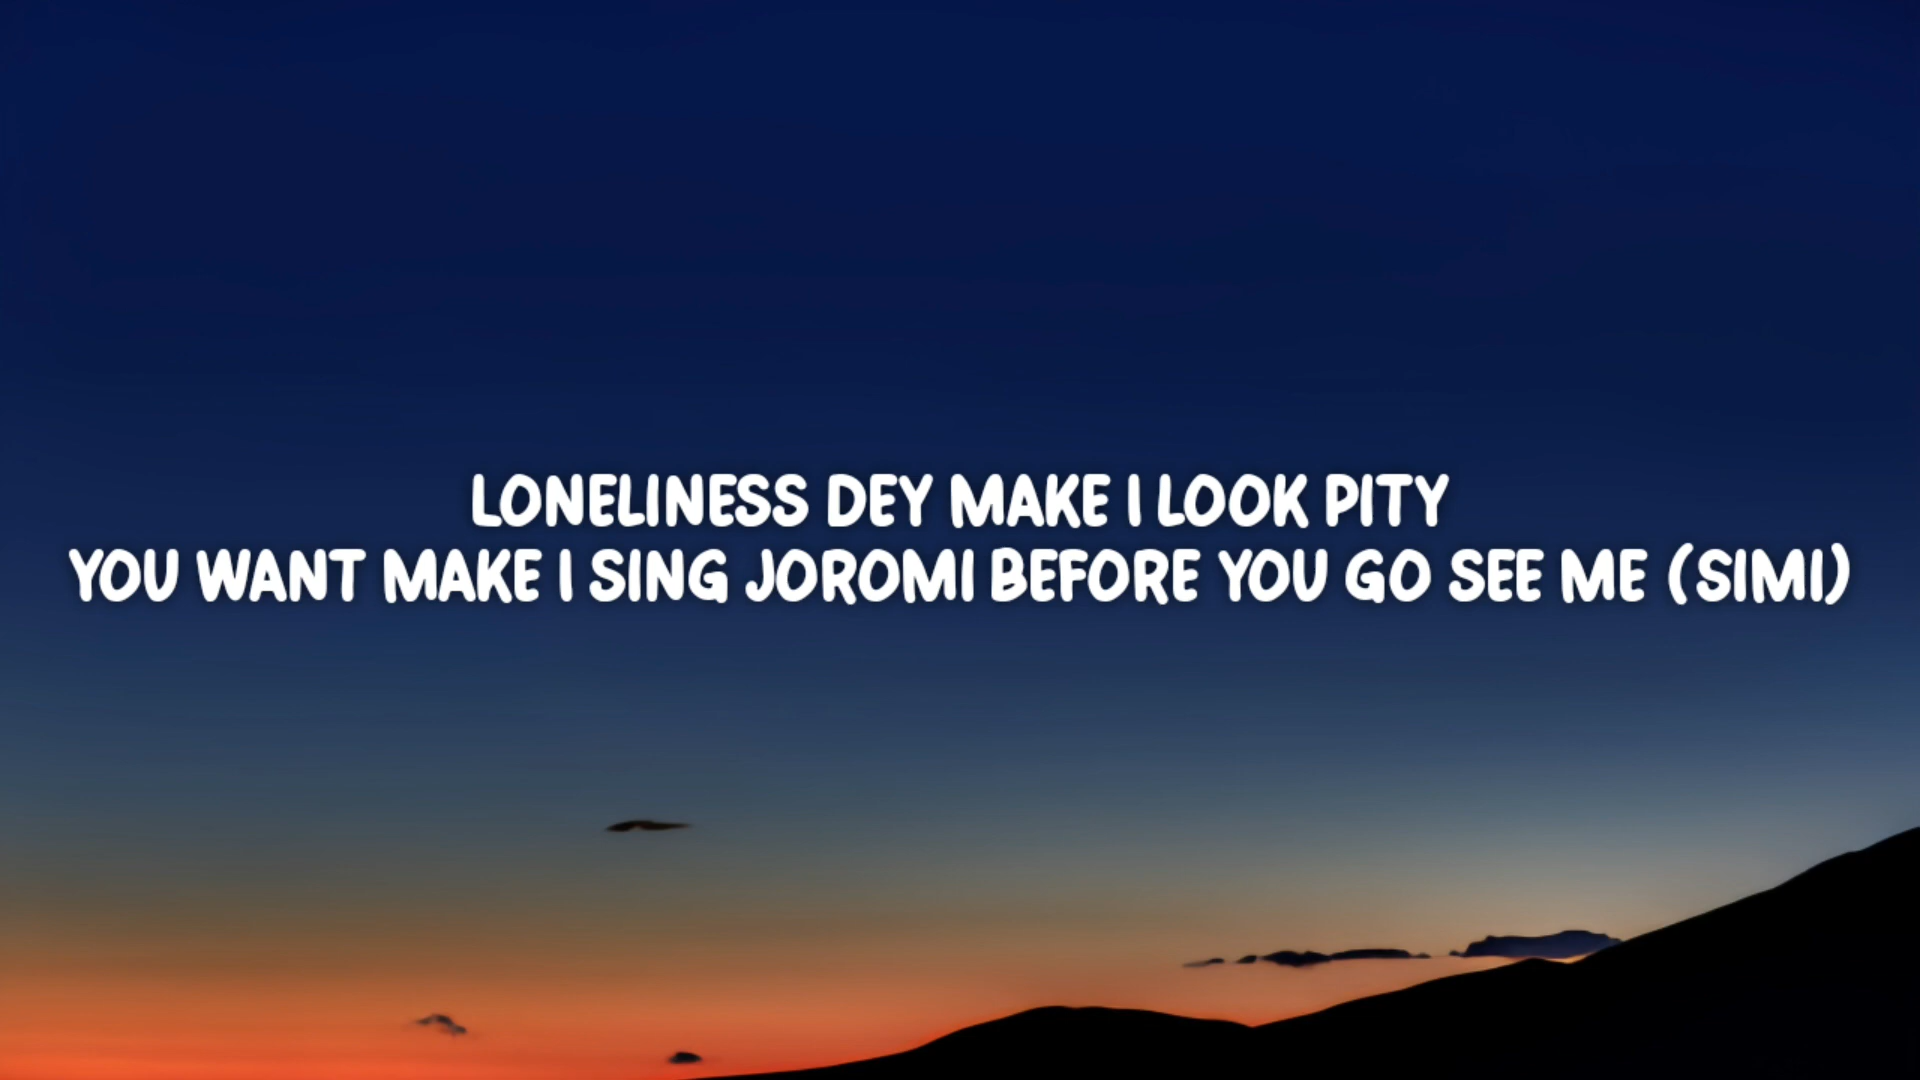 LONELINESS DEY MAKE I LOOK PITY
YOU WANT MAKE I SING JOROMI BEFORE YOU GO SEE ME (SIMI)